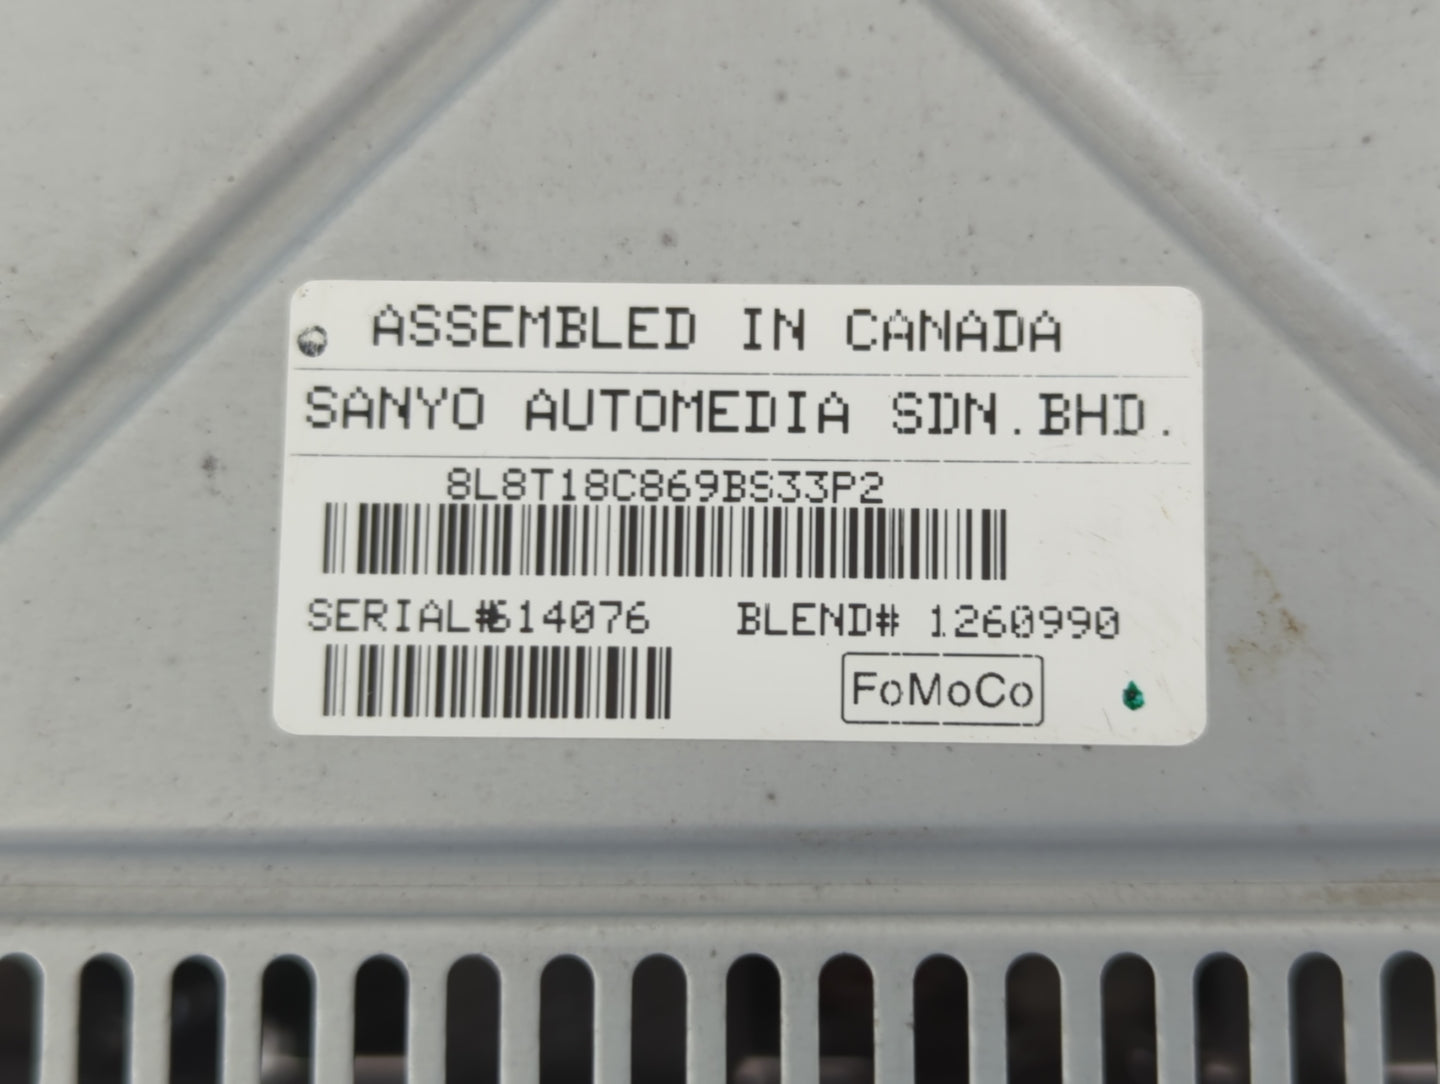 ASSEMBLED IN CANADA
SANYO AUTOMEDIA SDN.BHD.
8L8T18C869BS33P2
SERIAL#614076 BLEND# 1260990
FoMoCo